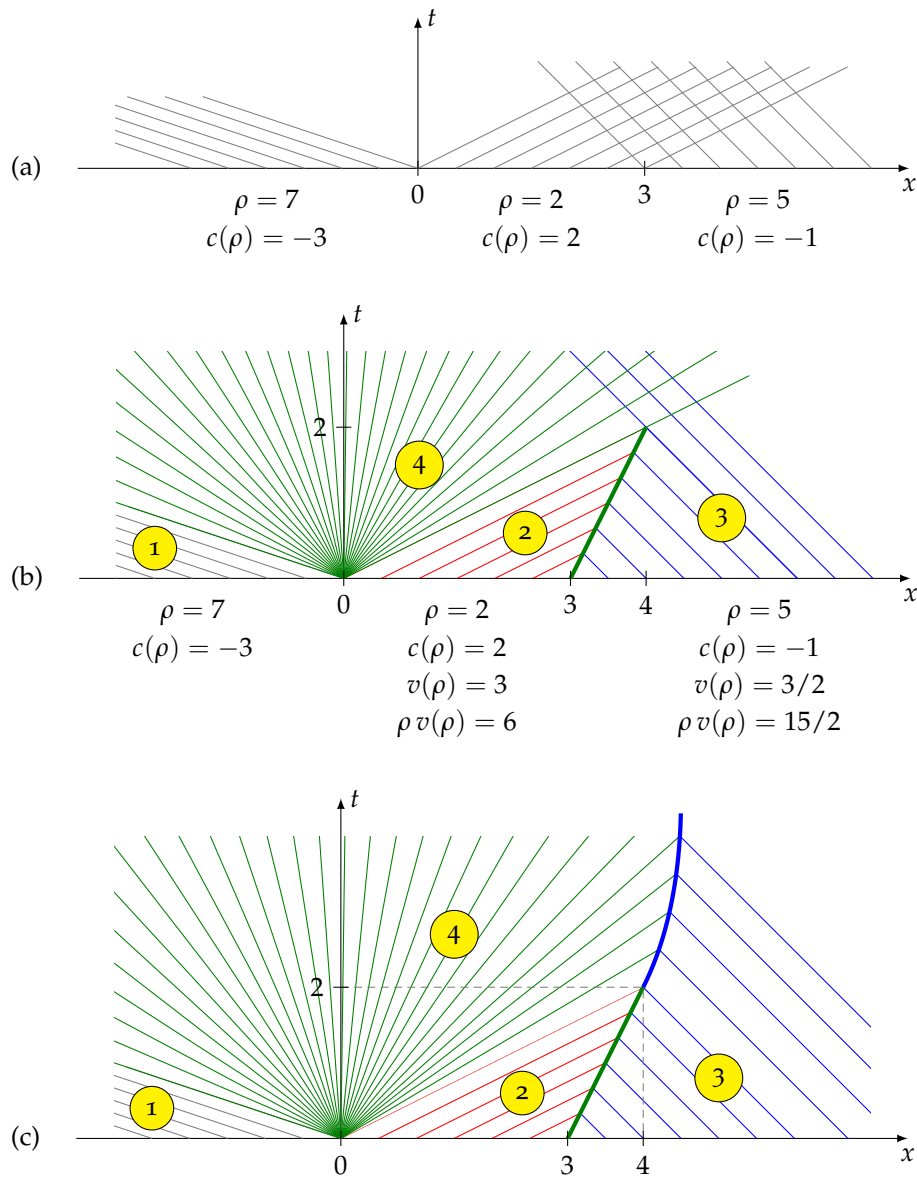 t
(a)
0 3 x
ρ = 7 ρ = 2 ρ = 5
c(ρ) = −3 c(ρ) = 2 c(ρ) = −1
t
2
4
3
2
1
(b)
0 3 4 x
ρ = 7 ρ = 2 ρ = 5
c(ρ) = −3 c(ρ) = 2 c(ρ) = −1
v(ρ) = 3 v(ρ) = 3/2
ρ v(ρ) = 6 ρ v(ρ) = 15/2
t
4
2
3
2
1
(c)
0 3 4 x